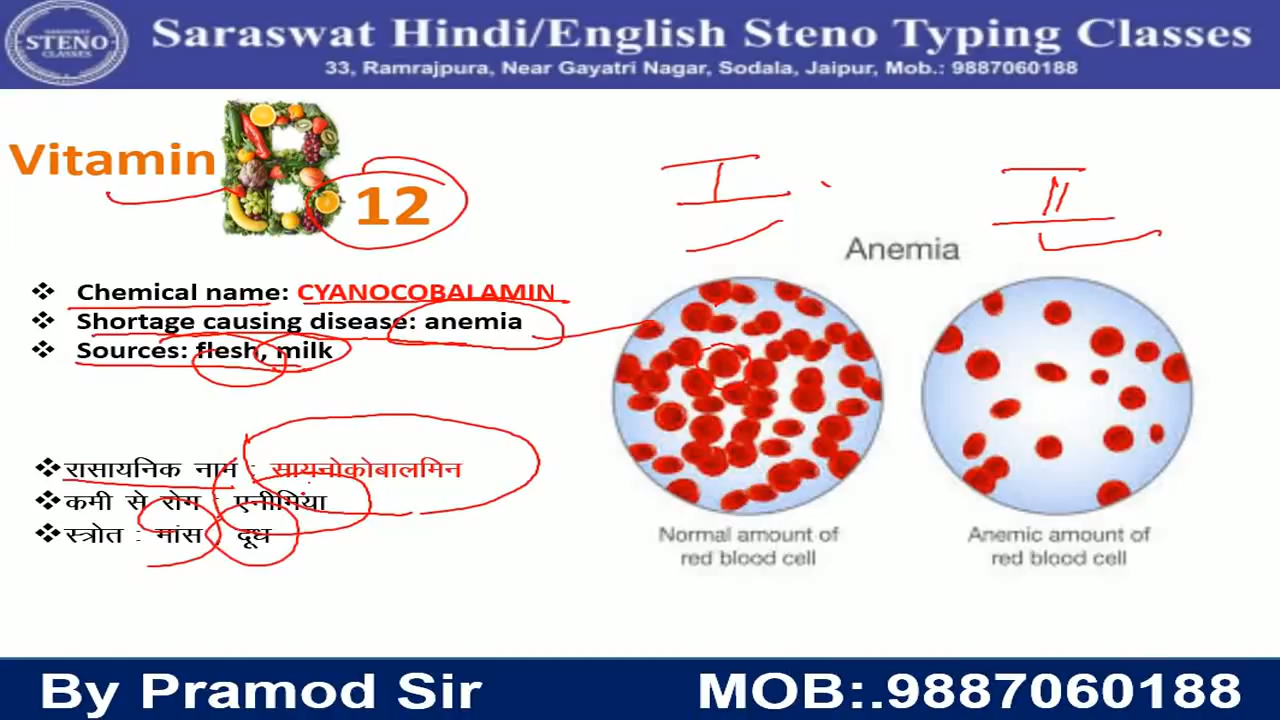 STENO
CLASSES
Saraswat Hindi/English Steno Typing Classes
33, Ramrajpura, Near Gayatri Nagar, Sodala, Jaipur, Mob.: 9887060188
Vitamin B 12
I
II
Anemia
❖ Chemical name: CYANOCOBALAMIN
❖ Shortage causing disease: anemia
❖ Sources: flesh, milk
❖ रासायनिक नाम : सायनोकोबालमिन
❖ कमी से रोग : एनीमिया
❖ स्त्रोत : मांस , दूध
Normal amount of
red blood cell
Anemic amount of
red blood cell
By Pramod Sir
MOB:.9887060188